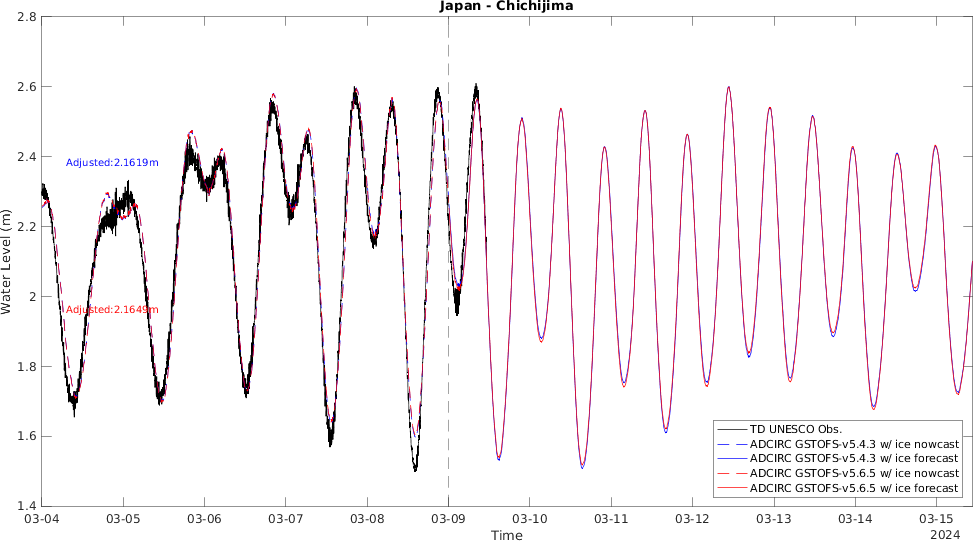 Japan - Chichijima
Water Level (m)
2.8
2.6
2.4
2.2
2
1.8
1.6
1.4
Adjusted:2.1619m
Adjusted:2.1649m
TD UNESCO Obs.
ADCIRC GSTOFS-v5.4.3 w/ ice nowcast
ADCIRC GSTOFS-v5.4.3 w/ ice forecast
ADCIRC GSTOFS-v5.6.5 w/ ice nowcast
ADCIRC GSTOFS-v5.6.5 w/ ice forecast
03-04 03-05 03-06 03-07 03-08 03-09 03-10 03-11 03-12 03-13 03-14 03-15
Time
2024